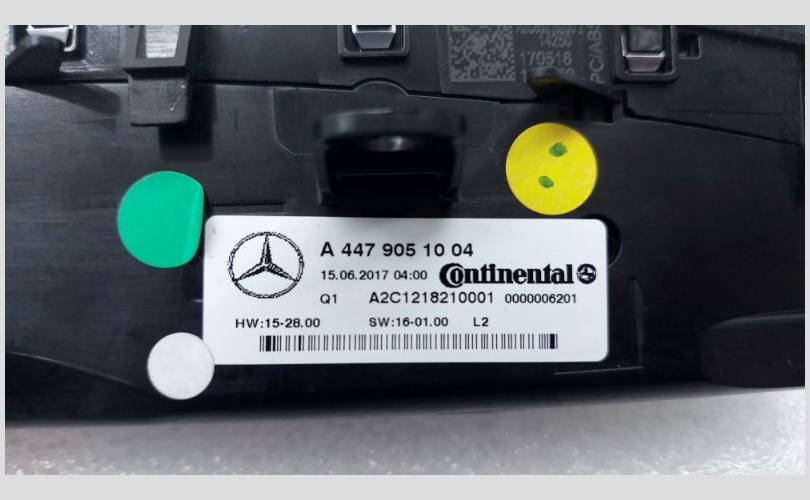 14250
170516
PC/ABS
A 447 905 10 04
15.06.2017 04:00 Continental
Q1 A2C1218210001 0000006201
HW:15-28.00 SW:16-01.00 L2